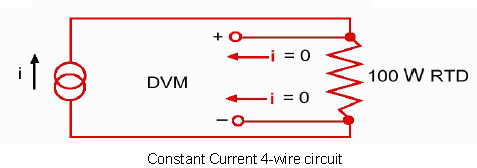 +
i = 0
i
DVM
100 W RTD
i = 0
−
Constant Current 4-wire circuit